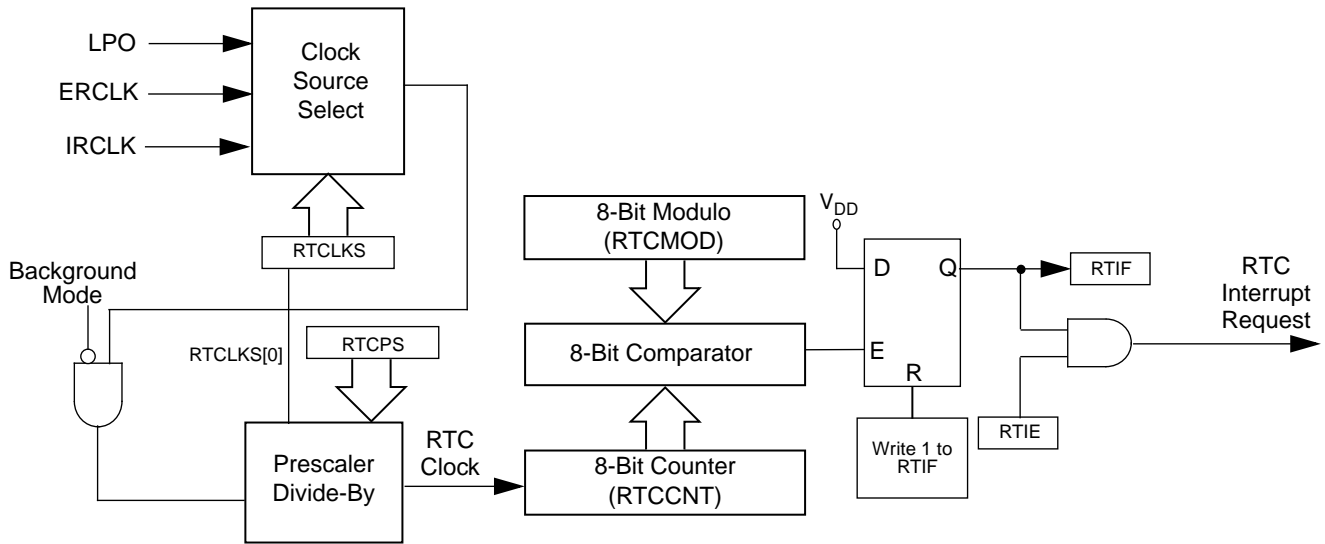 LPO
ERCLK
IRCLK
Clock
Source
Select
RTCLKS
Background
Mode
RTCLKS[0]
RTCPS
Prescaler
Divide-By
RTC
Clock
8-Bit Modulo
(RTCMOD)
8-Bit Comparator
8-Bit Counter
(RTCCNT)
VDD
D
Q
E
R
Write 1 to
RTIF
RTIF
RTIE
RTC
Interrupt
Request